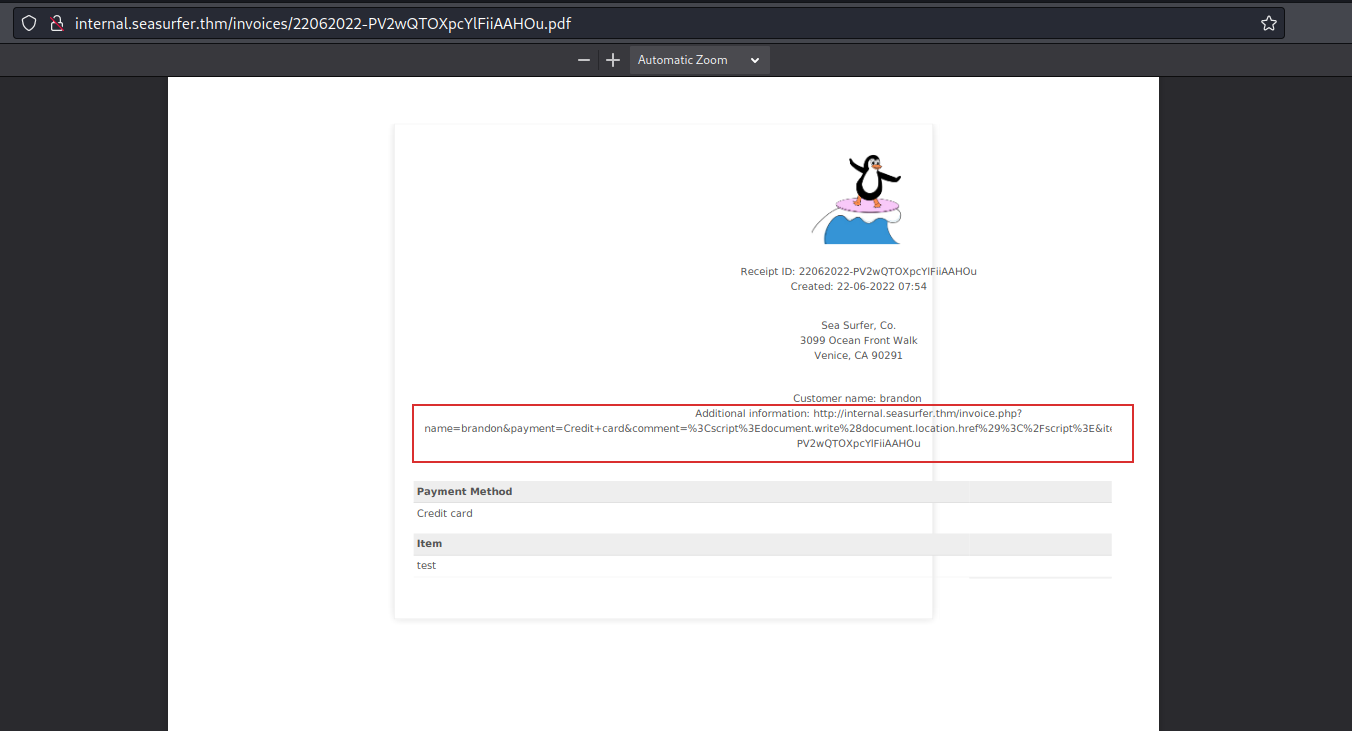 internal.seasurfer.thm/invoices/22062022-PV2wQTOXpcYlFiiAAHOu.pdf
Automatic Zoom
Receipt ID: 22062022-PV2wQTOXpcYlFiiAAHOu
Created: 22-06-2022 07:54
Sea Surfer, Co.
3099 Ocean Front Walk
Venice, CA 90291
Customer name: brandon
Additional information: http://internal.seasurfer.thm/invoice.php?
name=brandon&payment=Credit+card&comment=%3Cscript%3Edocument.write%28document.location.href%29%3C%2Fscript%3E&ite
PV2wQTOXpcYlFiiAAHOu
Payment Method
Credit card
Item
test